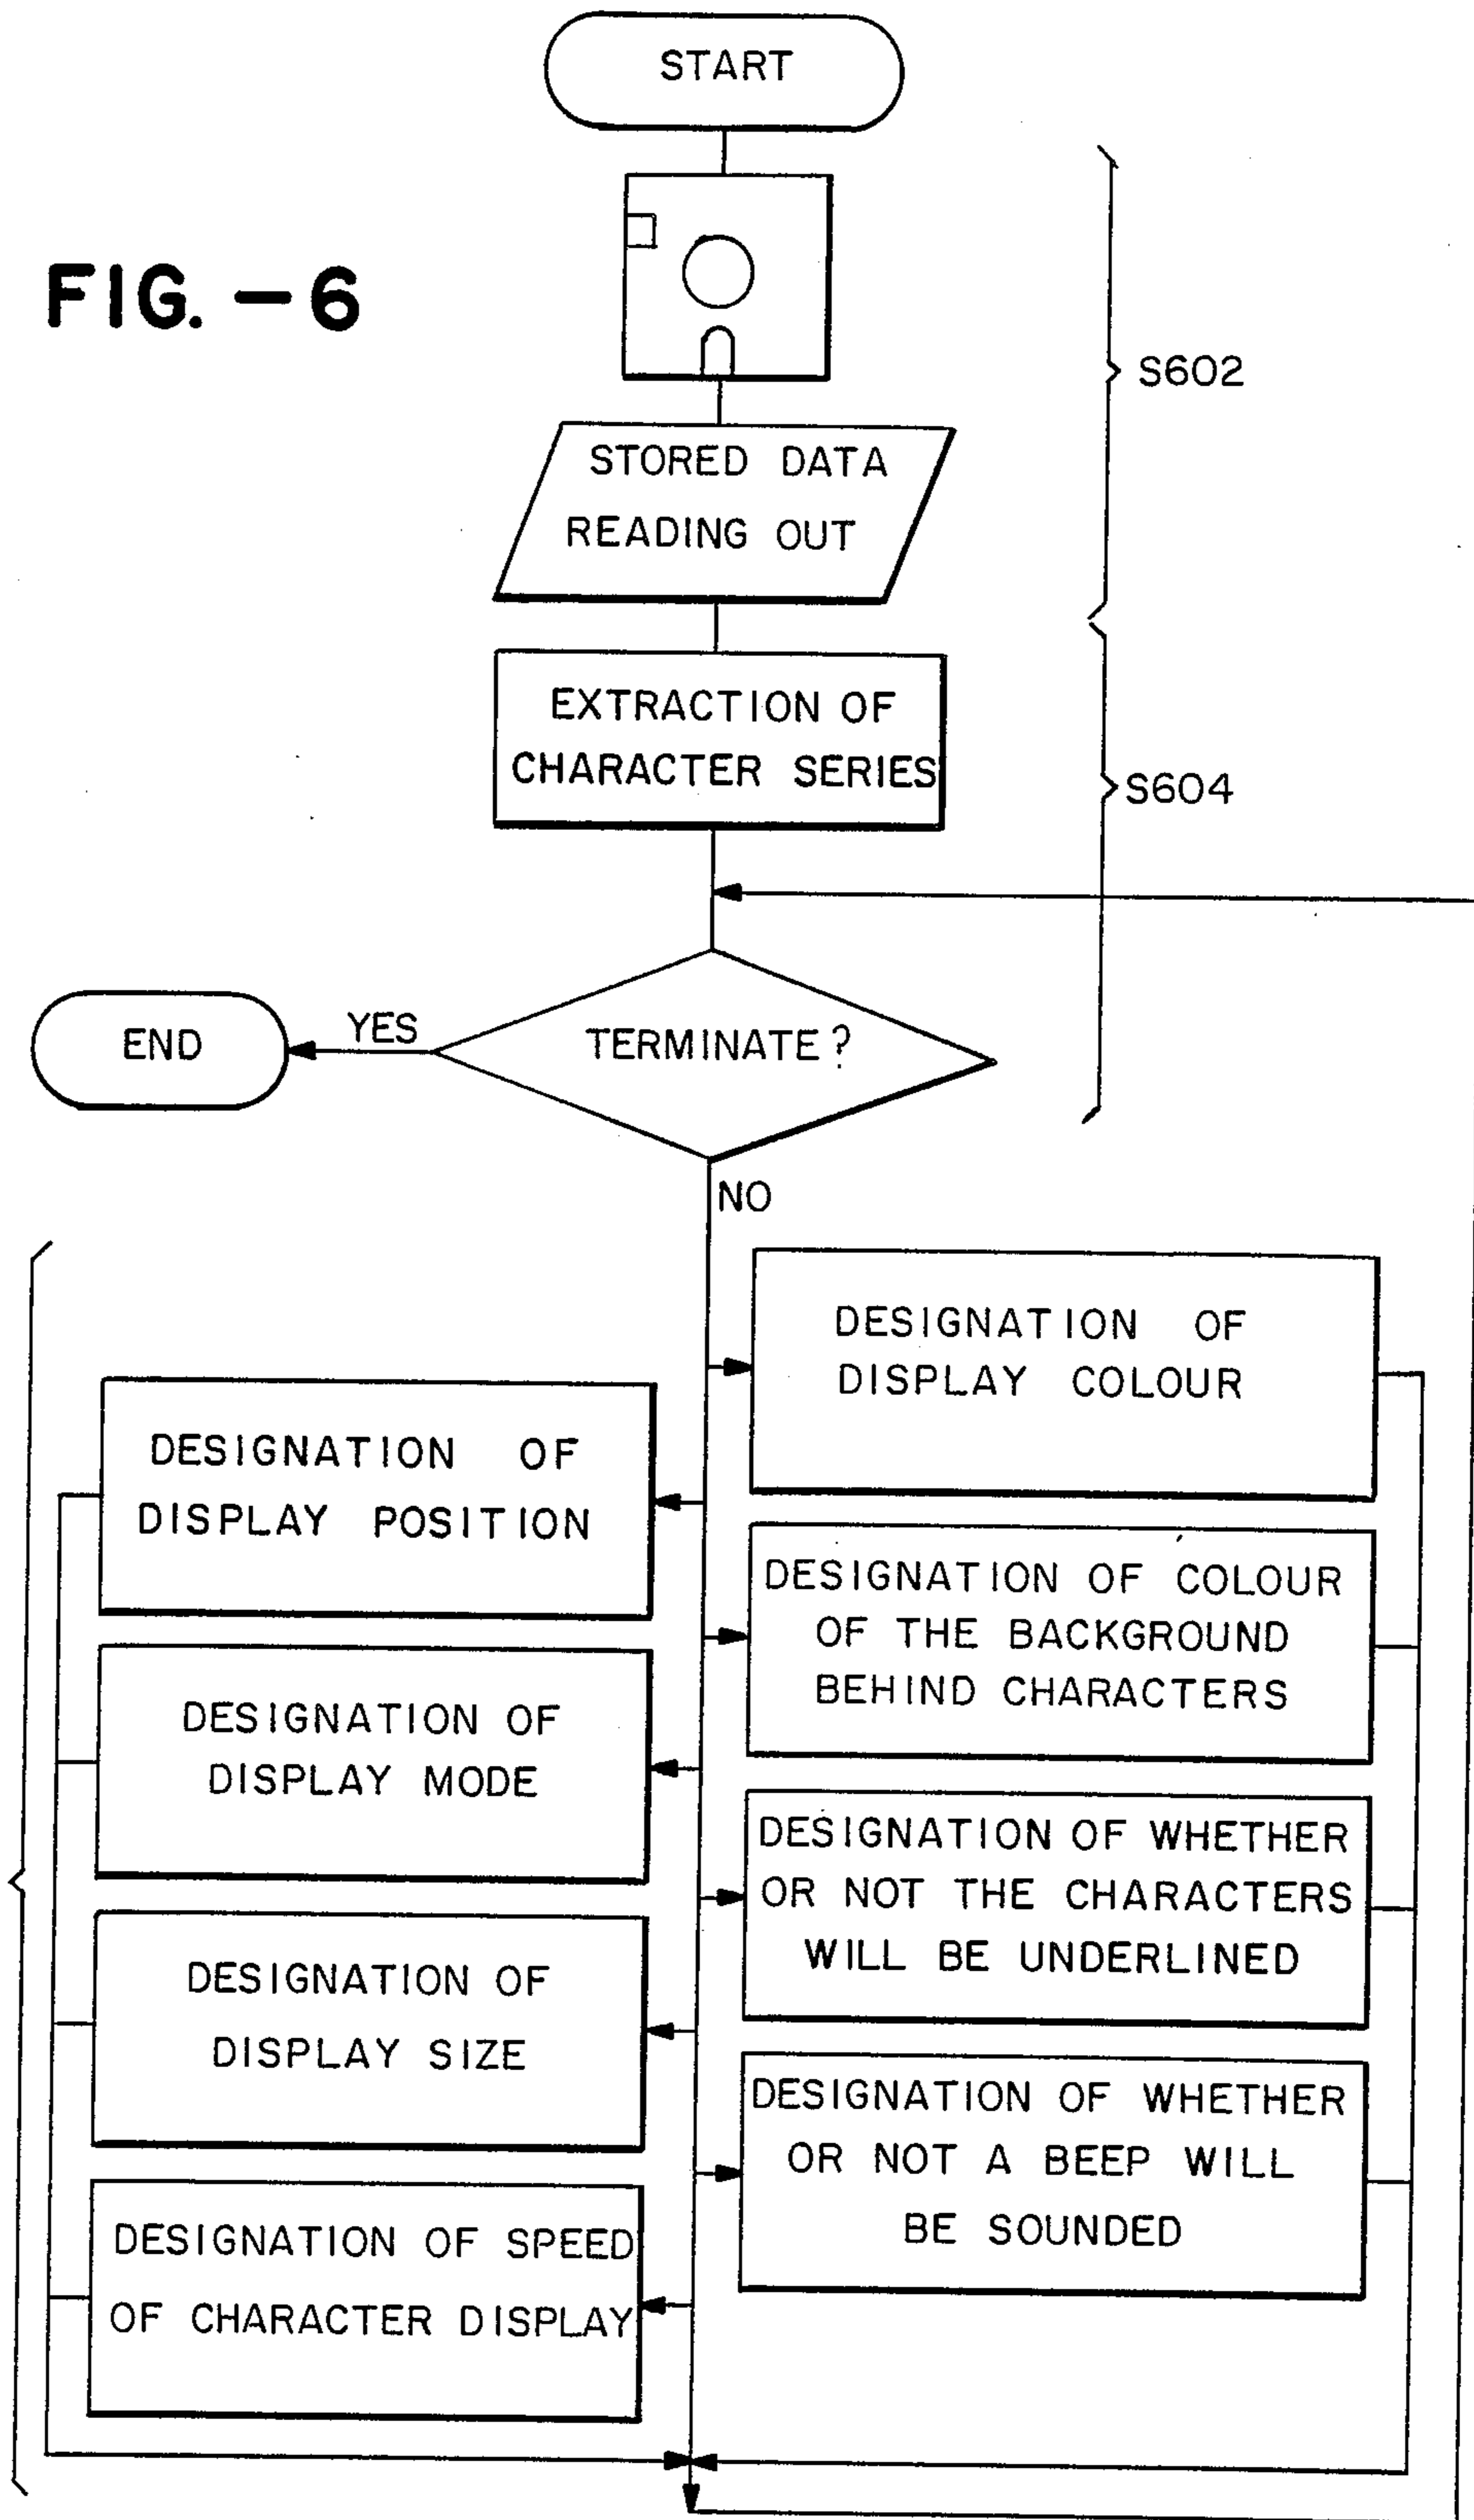 START
FIG. - 6
S602
STORED DATA
READING OUT
EXTRACTION OF
CHARACTER SERIES
S604
TERMINATE?
YES
END
NO
DESIGNATION OF
DISPLAY COLOUR
DESIGNATION OF
DISPLAY POSITION
DESIGNATION OF COLOUR
OF THE BACKGROUND
BEHIND CHARACTERS
DESIGNATION OF
DISPLAY MODE
DESIGNATION OF WHETHER
OR NOT THE CHARACTERS
WILL BE UNDERLINED
DESIGNATION OF
DISPLAY SIZE
DESIGNATION OF WHETHER
OR NOT A BEEP WILL
BE SOUNDED
DESIGNATION OF SPEED
OF CHARACTER DISPLAY